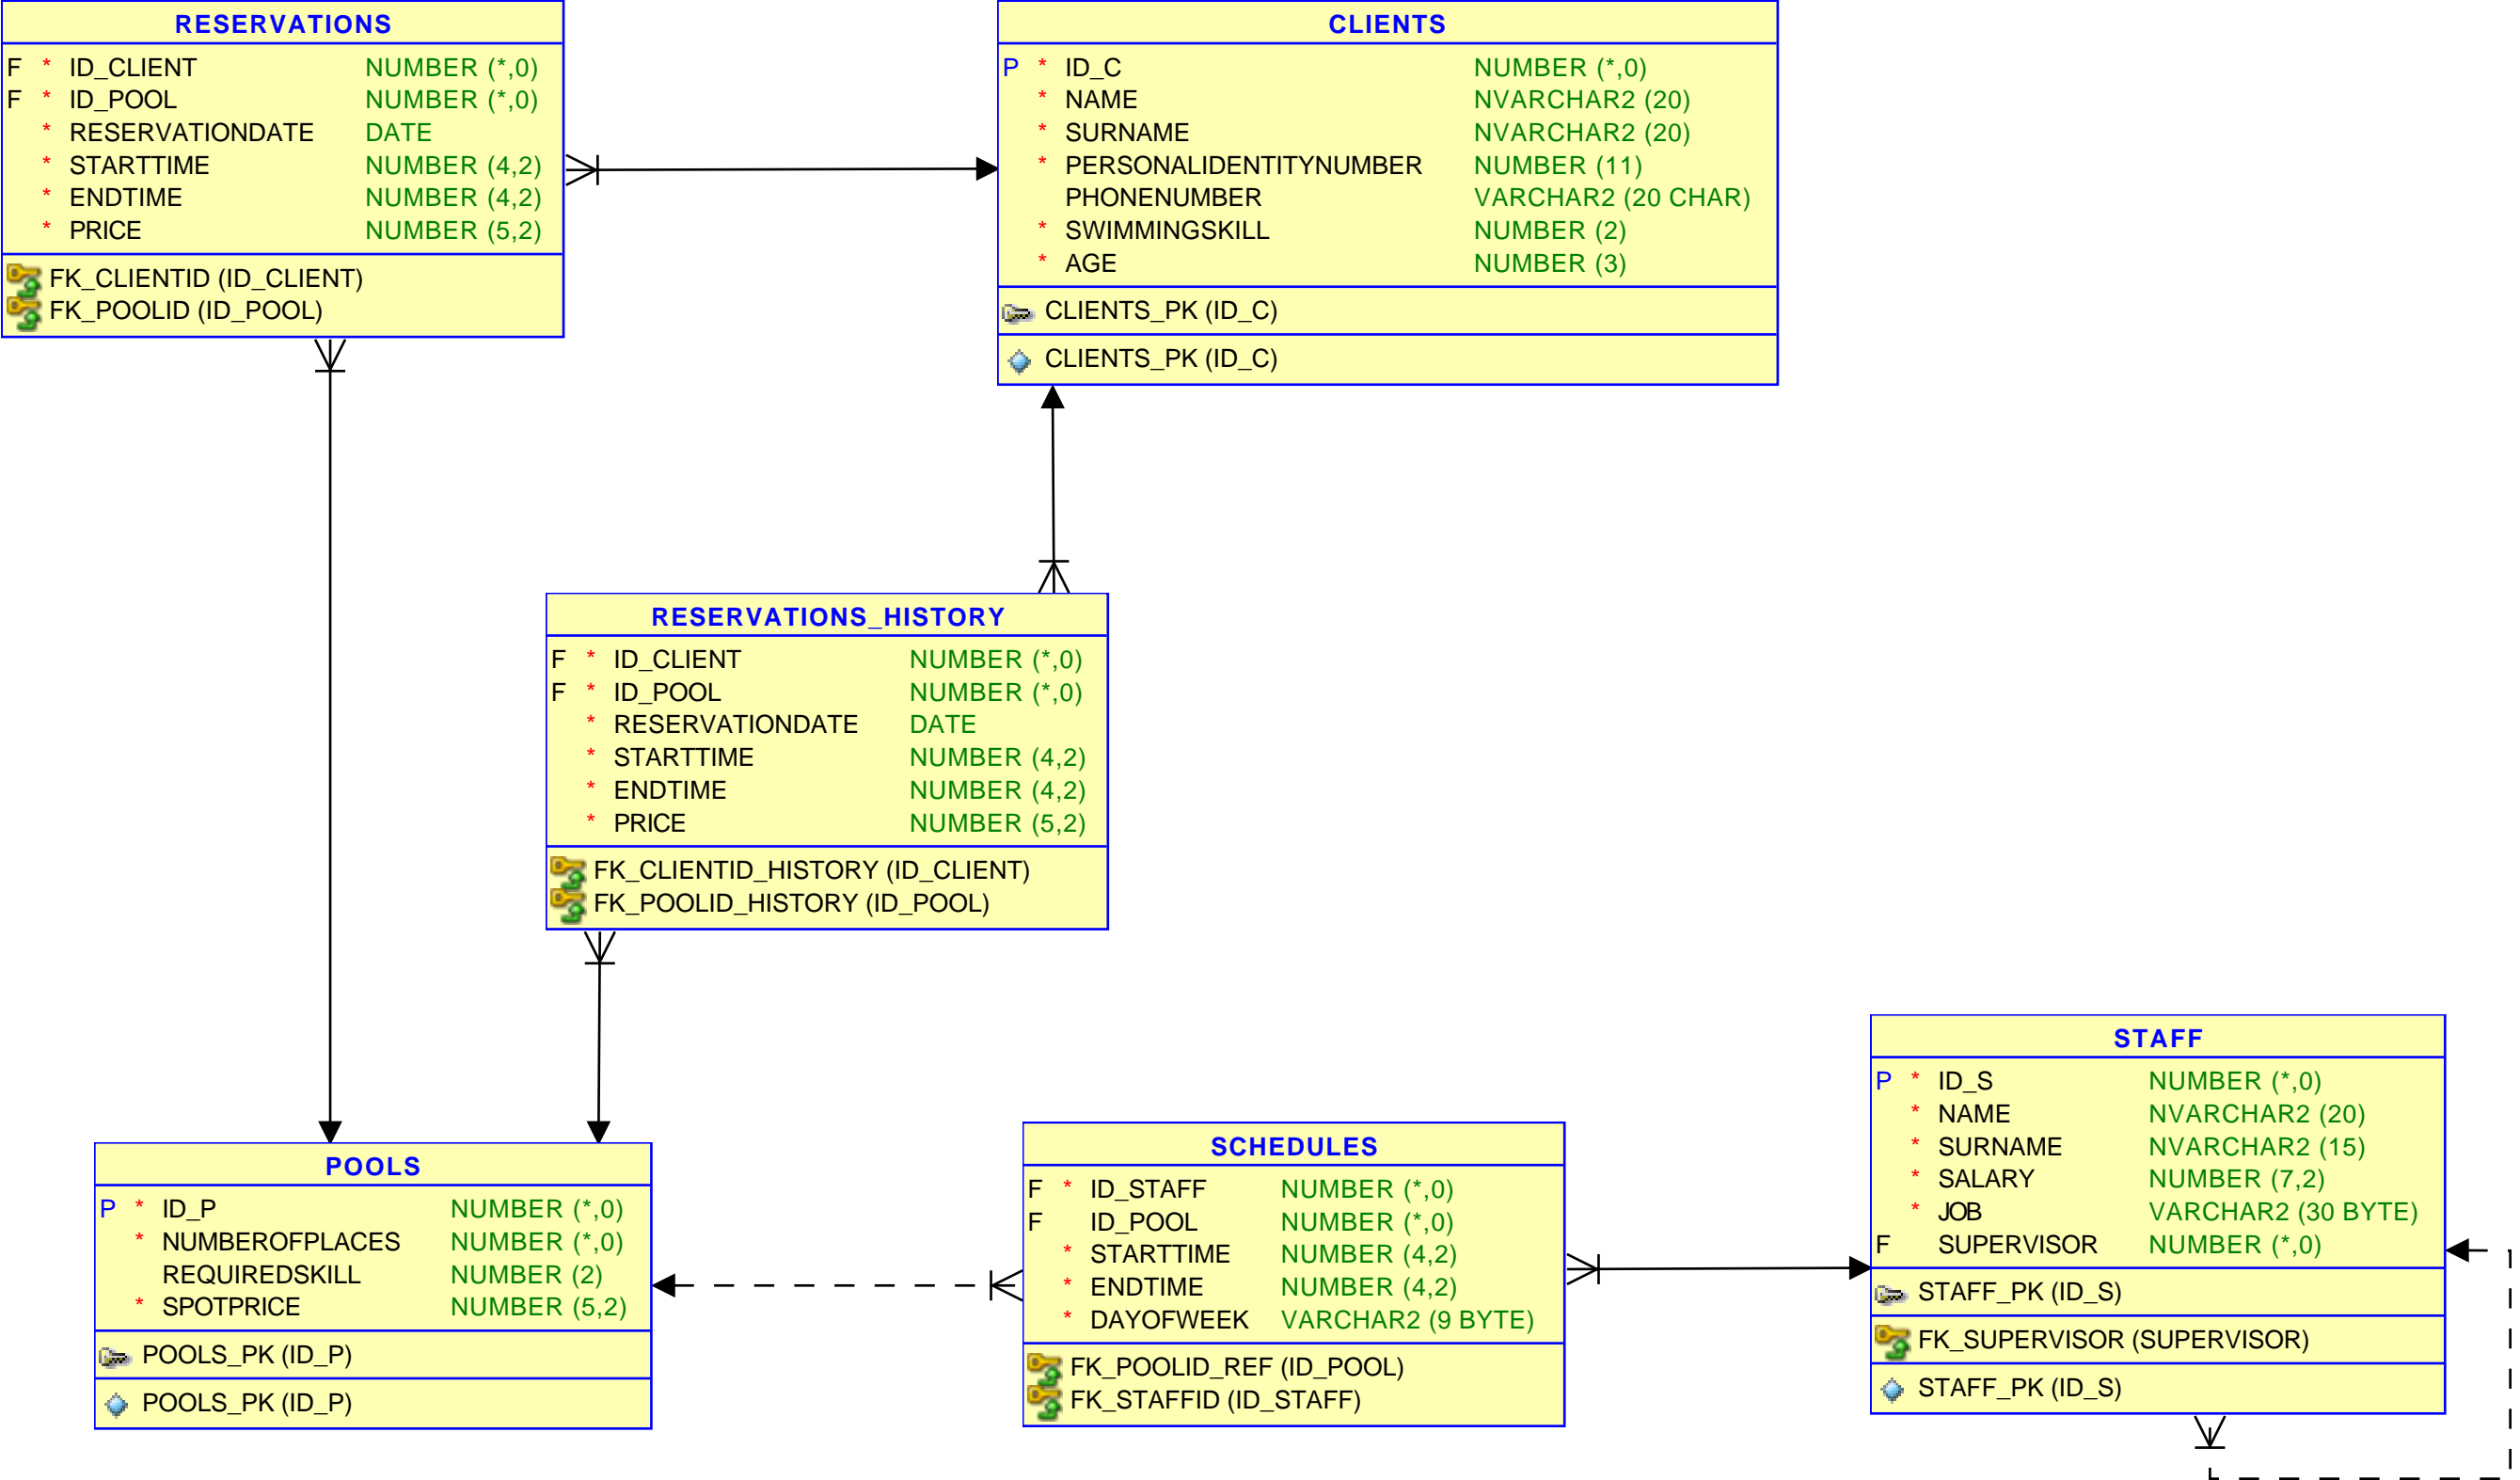 RESERVATIONS
F * ID_CLIENT NUMBER (*,0)
F * ID_POOL NUMBER (*,0)
* RESERVATIONDATE DATE
* STARTTIME NUMBER (4,2)
* ENDTIME NUMBER (4,2)
* PRICE NUMBER (5,2)
FK_CLIENTID (ID_CLIENT)
FK_POOLID (ID_POOL)
CLIENTS
P * ID_C NUMBER (*,0)
* NAME NVARCHAR2 (20)
* SURNAME NVARCHAR2 (20)
* PERSONALIDENTITYNUMBER NUMBER (11)
PHONENUMBER VARCHAR2 (20 CHAR)
* SWIMMINGSKILL NUMBER (2)
* AGE NUMBER (3)
CLIENTS_PK (ID_C)
CLIENTS_PK (ID_C)
RESERVATIONS_HISTORY
F * ID_CLIENT NUMBER (*,0)
F * ID_POOL NUMBER (*,0)
* RESERVATIONDATE DATE
* STARTTIME NUMBER (4,2)
* ENDTIME NUMBER (4,2)
* PRICE NUMBER (5,2)
FK_CLIENTID_HISTORY (ID_CLIENT)
FK_POOLID_HISTORY (ID_POOL)
POOLS
P * ID_P NUMBER (*,0)
* NUMBEROFPLACES NUMBER (*,0)
REQUIREDSKILL NUMBER (2)
* SPOTPRICE NUMBER (5,2)
POOLS_PK (ID_P)
POOLS_PK (ID_P)
SCHEDULES
F * ID_STAFF NUMBER (*,0)
F ID_POOL NUMBER (*,0)
* STARTTIME NUMBER (4,2)
* ENDTIME NUMBER (4,2)
* DAYOFWEEK VARCHAR2 (9 BYTE)
FK_POOLID_REF (ID_POOL)
FK_STAFFID (ID_STAFF)
STAFF
P * ID_S NUMBER (*,0)
* NAME NVARCHAR2 (20)
* SURNAME NVARCHAR2 (15)
* SALARY NUMBER (7,2)
* JOB VARCHAR2 (30 BYTE)
F SUPERVISOR NUMBER (*,0)
STAFF_PK (ID_S)
FK_SUPERVISOR (SUPERVISOR)
STAFF_PK (ID_S)